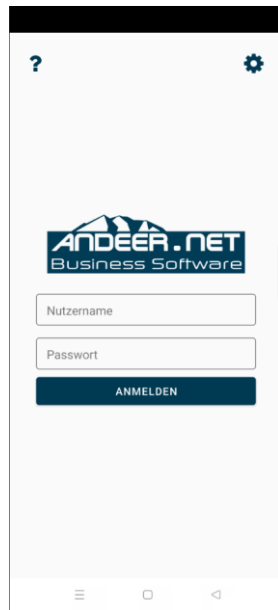 ?
ANDEER.NET
Business Software
Nutzername
Passwort
ANMELDEN